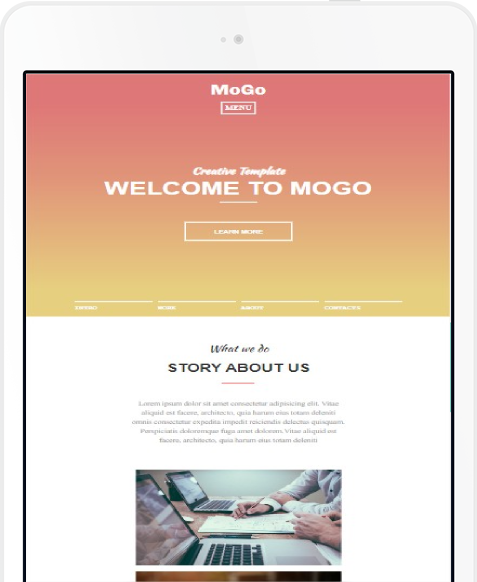 MoGo
MENU
Creative Template
WELCOME TO MOGO
LEARN MORE
WORK
ABOUT
CONTACTS
What we do
STORY ABOUT US
Lorem ipsum dolor sit amet consectetur adipisicing elit. Vitae
aliquid est facere, architecto, quia harum eius totam deleniti
omnis consectetur expedita impedit reiciendis delectus quisquam.
Perspiciatis doloremque fuga amet dolorem. Vitae aliquid est
facere, architecto, quia harum eius totam deleniti